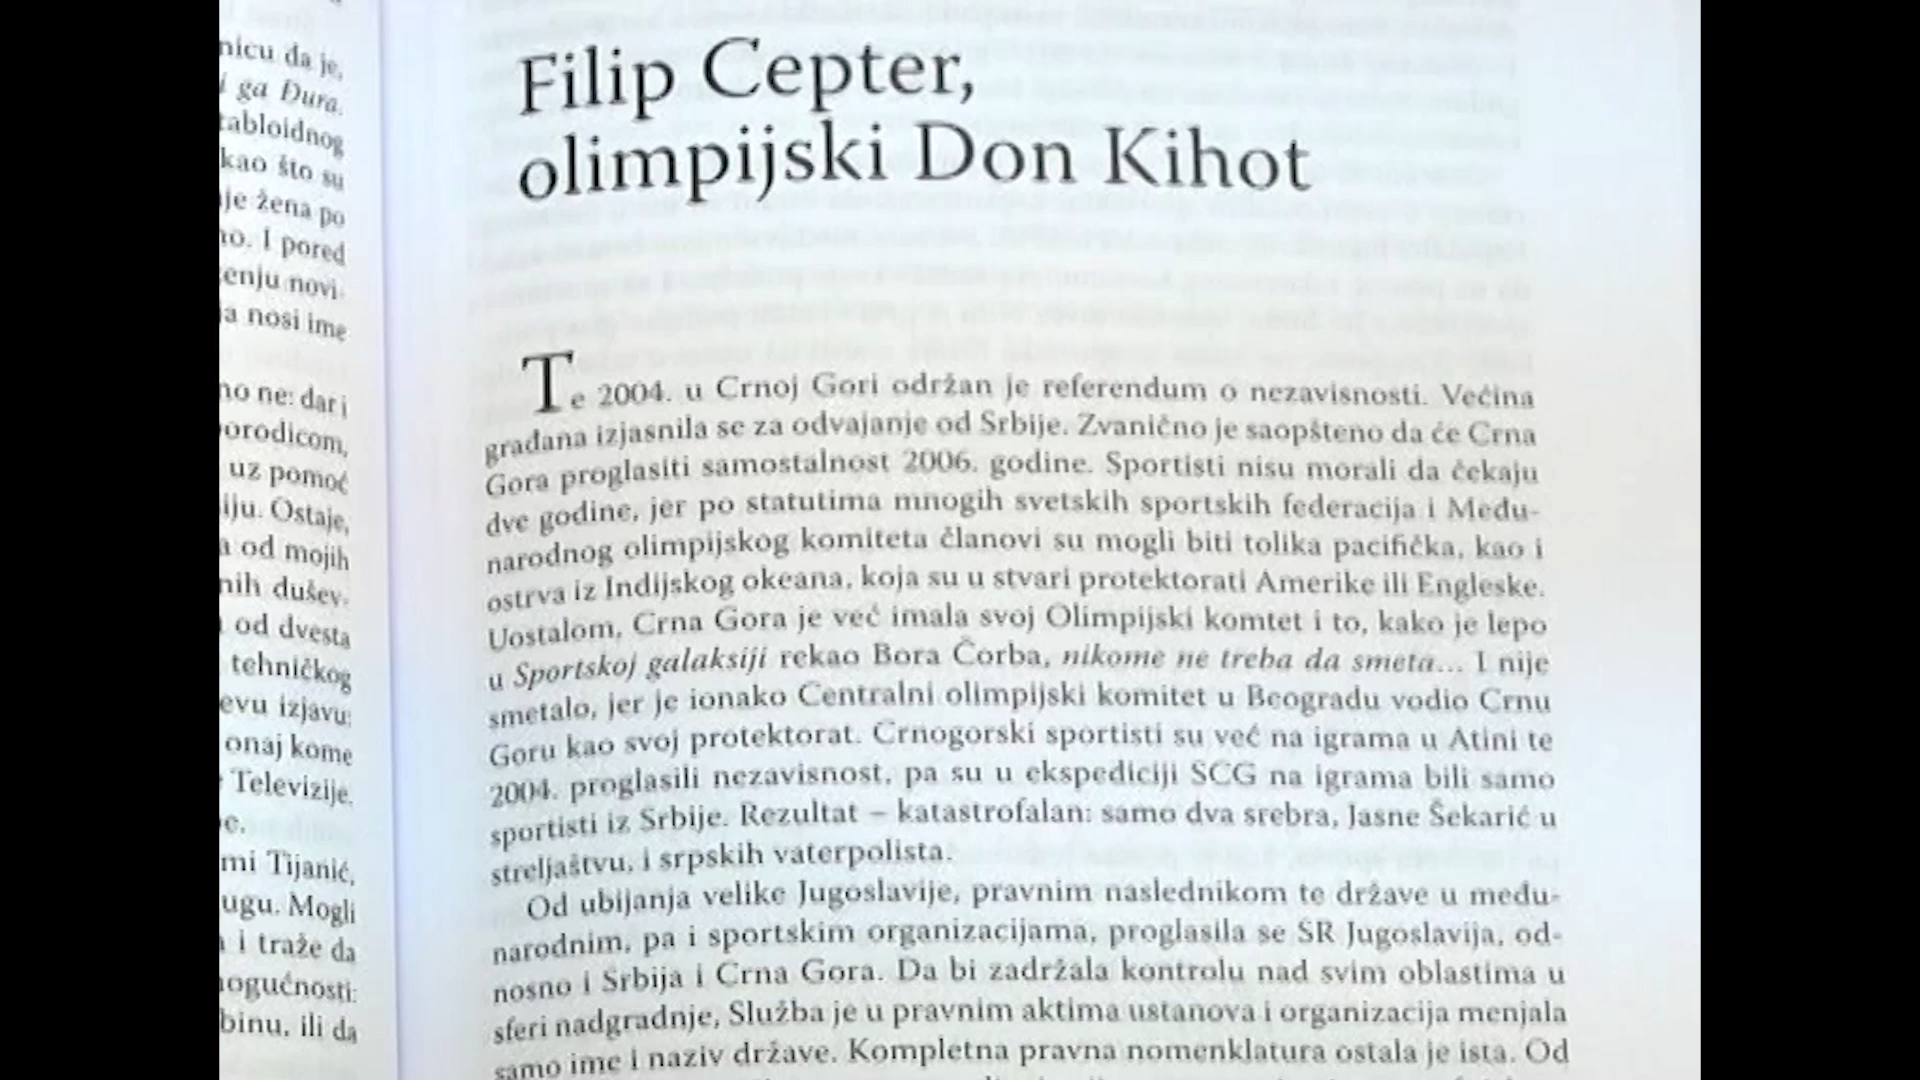 nicu da je,
i ga Đura.
tabloidnog
kao što su
je žena po
no. I pored
enju novi-
a nosi ime
no ne: dar i
orodicom,
uz pomoć
iju. Ostaje,
a od mojih
nih dušev-
od dvesta
tehničkog
evu izjavu:
onaj kome
Televizije.
e.
mi Tijanić,
ugu. Mogli
i traže da
ogućnosti:
binu, ili da
Filip Cepter,
olimpijski Don Kihot
Te 2004. u Crnoj Gori održan je referendum o nezavisnosti. Većina
građana izjasnila se za odvajanje od Srbije. Zvanično je saopšteno da će Crna
Gora proglasiti samostalnost 2006. godine. Sportisti nisu morali da čekaju
dve godine, jer po statutima mnogih svetskih sportskih federacija i Među-
narodnog olimpijskog komiteta članovi su mogli biti tolika pacifička, kao i
ostrva iz Indijskog okeana, koja su u stvari protektorati Amerike ili Engleske.
Uostalom, Crna Gora je već imala svoj Olimpijski komtet i to, kako je lepo
u Sportskoj galaksiji rekao Bora Čorba, nikome ne treba da smeta... I nije
smetalo, jer je ionako Centralni olimpijski komitet u Beogradu vodio Crnu
Goru kao svoj protektorat. Crnogorski sportisti su već na igrama u Atini te
2004. proglasili nezavisnost, pa su u ekspediciji SCG na igrama bili samo
sportisti iz Srbije. Rezultat – katastrofalan: samo dva srebra, Jasne Šekarić u
streljaštvu, i srpskih vaterpolista.
Od ubijanja velike Jugoslavije, pravnim naslednikom te države u među-
narodnim, pa i sportskim organizacijama, proglasila se SR Jugoslavija, od-
nosno i Srbija i Crna Gora. Da bi zadržala kontrolu nad svim oblastima u
sferi nadgradnje, Služba je u pravnim aktima ustanova i organizacija menjala
samo ime i naziv države. Kompletna pravna nomenklatura ostala je ista. Od